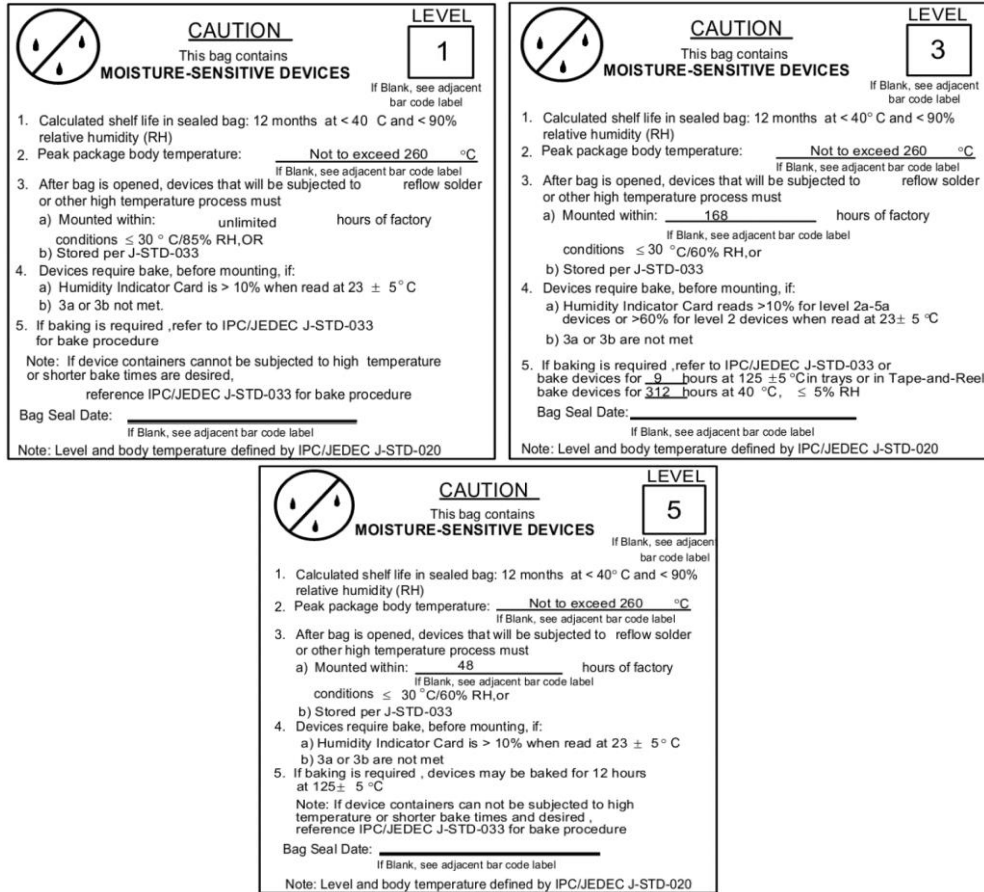 CAUTION
LEVEL
This bag contains
1
MOISTURE-SENSITIVE DEVICES
If Blank, see adjacent
bar code label
1. Calculated shelf life in sealed bag: 12 months at < 40 C and < 90%
relative humidity (RH)
2. Peak package body temperature: Not to exceed 260 °C
If Blank, see adjacent bar code label
3. After bag is opened, devices that will be subjected to reflow solder
or other high temperature process must
a) Mounted within: unlimited hours of factory
conditions ≤ 30 ° C/85% RH,OR
b) Stored per J-STD-033
4. Devices require bake, before mounting, if:
a) Humidity Indicator Card is > 10% when read at 23 ± 5° C
b) 3a or 3b not met.
5. If baking is required ,refer to IPC/JEDEC J-STD-033
for bake procedure
Note: If device containers cannot be subjected to high temperature
or shorter bake times are desired,
reference IPC/JEDEC J-STD-033 for bake procedure
Bag Seal Date:
If Blank, see adjacent bar code label
Note: Level and body temperature defined by IPC/JEDEC J-STD-020
CAUTION
LEVEL
This bag contains
3
MOISTURE-SENSITIVE DEVICES
If Blank, see adjacent
bar code label
1. Calculated shelf life in sealed bag: 12 months at < 40° C and < 90%
relative humidity (RH)
2. Peak package body temperature: Not to exceed 260 °C
If Blank, see adjacent bar code label
3. After bag is opened, devices that will be subjected to reflow solder
or other high temperature process must
a) Mounted within: 168 hours of factory
If Blank, see adjacent bar code label
conditions ≤ 30 °C/60% RH,or
b) Stored per J-STD-033
4. Devices require bake, before mounting, if:
a) Humidity Indicator Card reads >10% for level 2a-5a
devices or >60% for level 2 devices when read at 23± 5 °C
b) 3a or 3b are not met
5. If baking is required ,refer to IPC/JEDEC J-STD-033 or
bake devices for 9 hours at 125 ±5 °Cin trays or in Tape-and-Reel
bake devices for 312 hours at 40 °C, ≤ 5% RH
Bag Seal Date:
If Blank, see adjacent bar code label
Note: Level and body temperature defined by IPC/JEDEC J-STD-020
CAUTION
LEVEL
This bag contains
5
MOISTURE-SENSITIVE DEVICES
If Blank, see adjacen
bar code label
1. Calculated shelf life in sealed bag: 12 months at < 40° C and < 90%
relative humidity (RH)
2. Peak package body temperature: Not to exceed 260 °C
If Blank, see adjacent bar code label
3. After bag is opened, devices that will be subjected to reflow solder
or other high temperature process must
a) Mounted within: 48 hours of factory
If Blank, see adjacent bar code label
conditions ≤ 30 °C/60% RH,or
b) Stored per J-STD-033
4. Devices require bake, before mounting, if:
a) Humidity Indicator Card is > 10% when read at 23 ± 5° C
b) 3a or 3b are not met
5. If baking is required , devices may be baked for 12 hours
at 125± 5 °C
Note: If device containers can not be subjected to high
temperature or shorter bake times and desired ,
reference IPC/JEDEC J-STD-033 for bake procedure
Bag Seal Date:
If Blank, see adjacent bar code label
Note: Level and body temperature defined by IPC/JEDEC J-STD-020